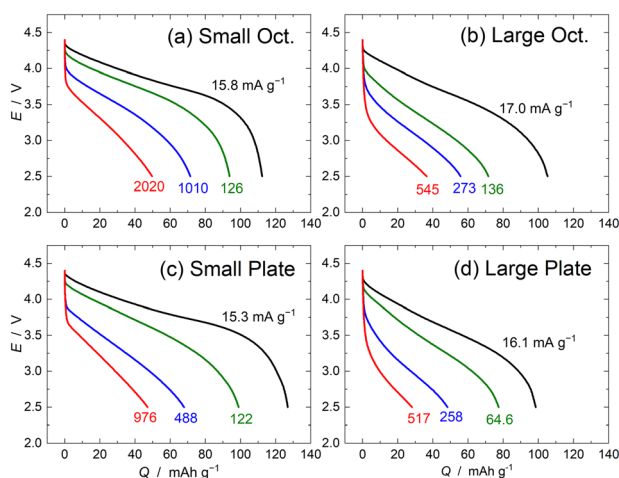 (a) Small Oct.
(b) Large Oct.
4.5
4.0
3.5
3.0
2.5
2.0
E / V
15.8 mA g⁻¹
2020
1010
126
0 20 40 60 80 100 120 140
4.5
4.0
3.5
3.0
2.5
2.0
17.0 mA g⁻¹
545
273
136
0 20 40 60 80 100 120 140
(c) Small Plate
(d) Large Plate
4.5
4.0
3.5
3.0
2.5
2.0
E / V
15.3 mA g⁻¹
976
488
122
0 20 40 60 80 100 120 140
Q / mAh g⁻¹
4.5
4.0
3.5
3.0
2.5
2.0
16.1 mA g⁻¹
517
258
64.6
0 20 40 60 80 100 120 140
Q / mAh g⁻¹